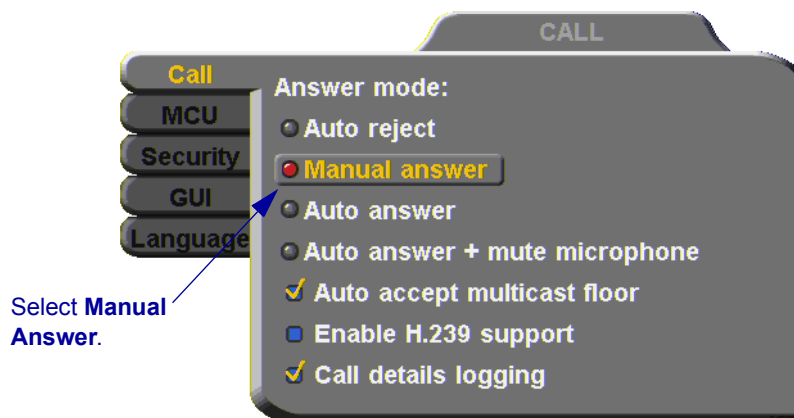 CALL
Call
MCU
Security
GUI
Language
Answer mode:
Auto reject
Manual answer
Auto answer
Auto answer + mute microphone
Auto accept multicast floor
Enable H.239 support
Call details logging
Select Manual
Answer.